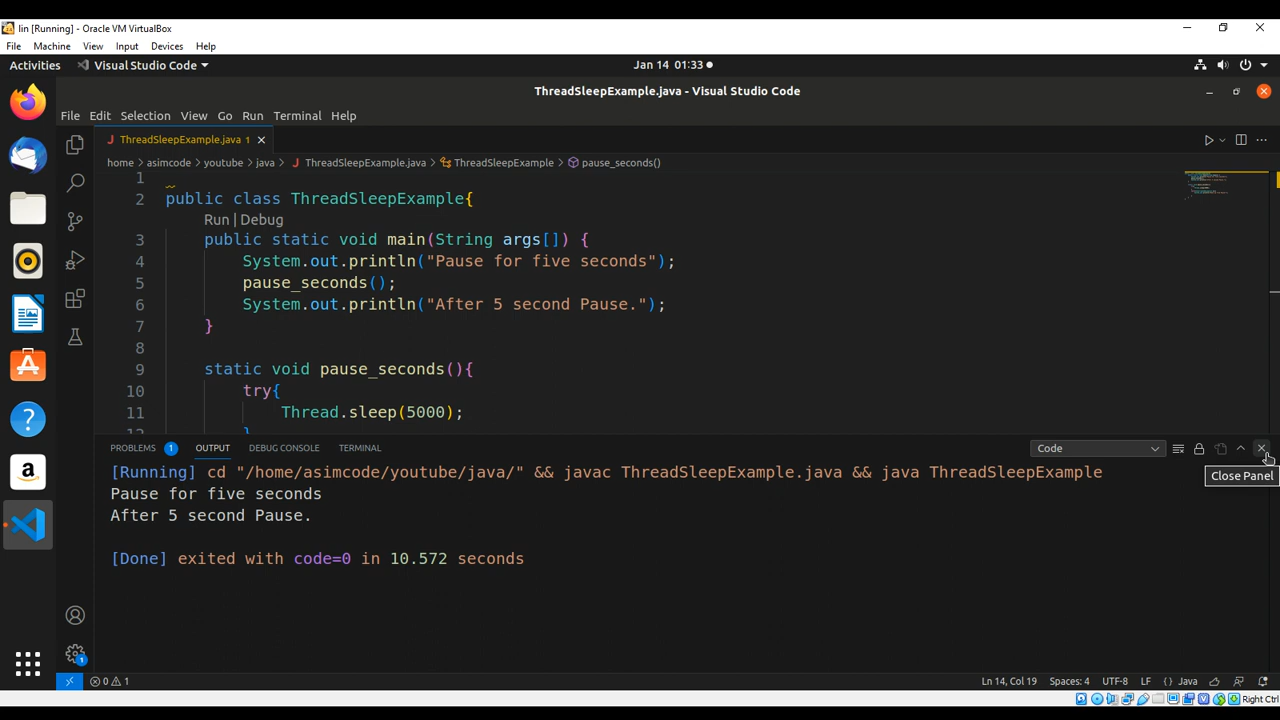 lin [Running] - Oracle VM VirtualBox
File Machine View Input Devices Help
Activities Visual Studio Code Jan 14 01:33
ThreadSleepExample.java - Visual Studio Code
File Edit Selection View Go Run Terminal Help
J ThreadSleepExample.java 1
home > asimcode > youtube > java > J ThreadSleepExample.java > ThreadSleepExample > pause_seconds()
1
2 public class ThreadSleepExample{
Run | Debug
3 public static void main(String args[]) {
4 System.out.println("Pause for five seconds");
5 pause_seconds();
6 System.out.println("After 5 second Pause.");
7 }
8
9 static void pause_seconds(){
10 try{
11 Thread.sleep(5000);
12 }
PROBLEMS 1 OUTPUT DEBUG CONSOLE TERMINAL Code
[Running] cd "/home/asimcode/youtube/java/" && javac ThreadSleepExample.java && java ThreadSleepExample
Close Panel
Pause for five seconds
After 5 second Pause.
[Done] exited with code=0 in 10.572 seconds
1
0 1 Ln 14, Col 19 Spaces: 4 UTF-8 LF {} Java
Right Ctrl